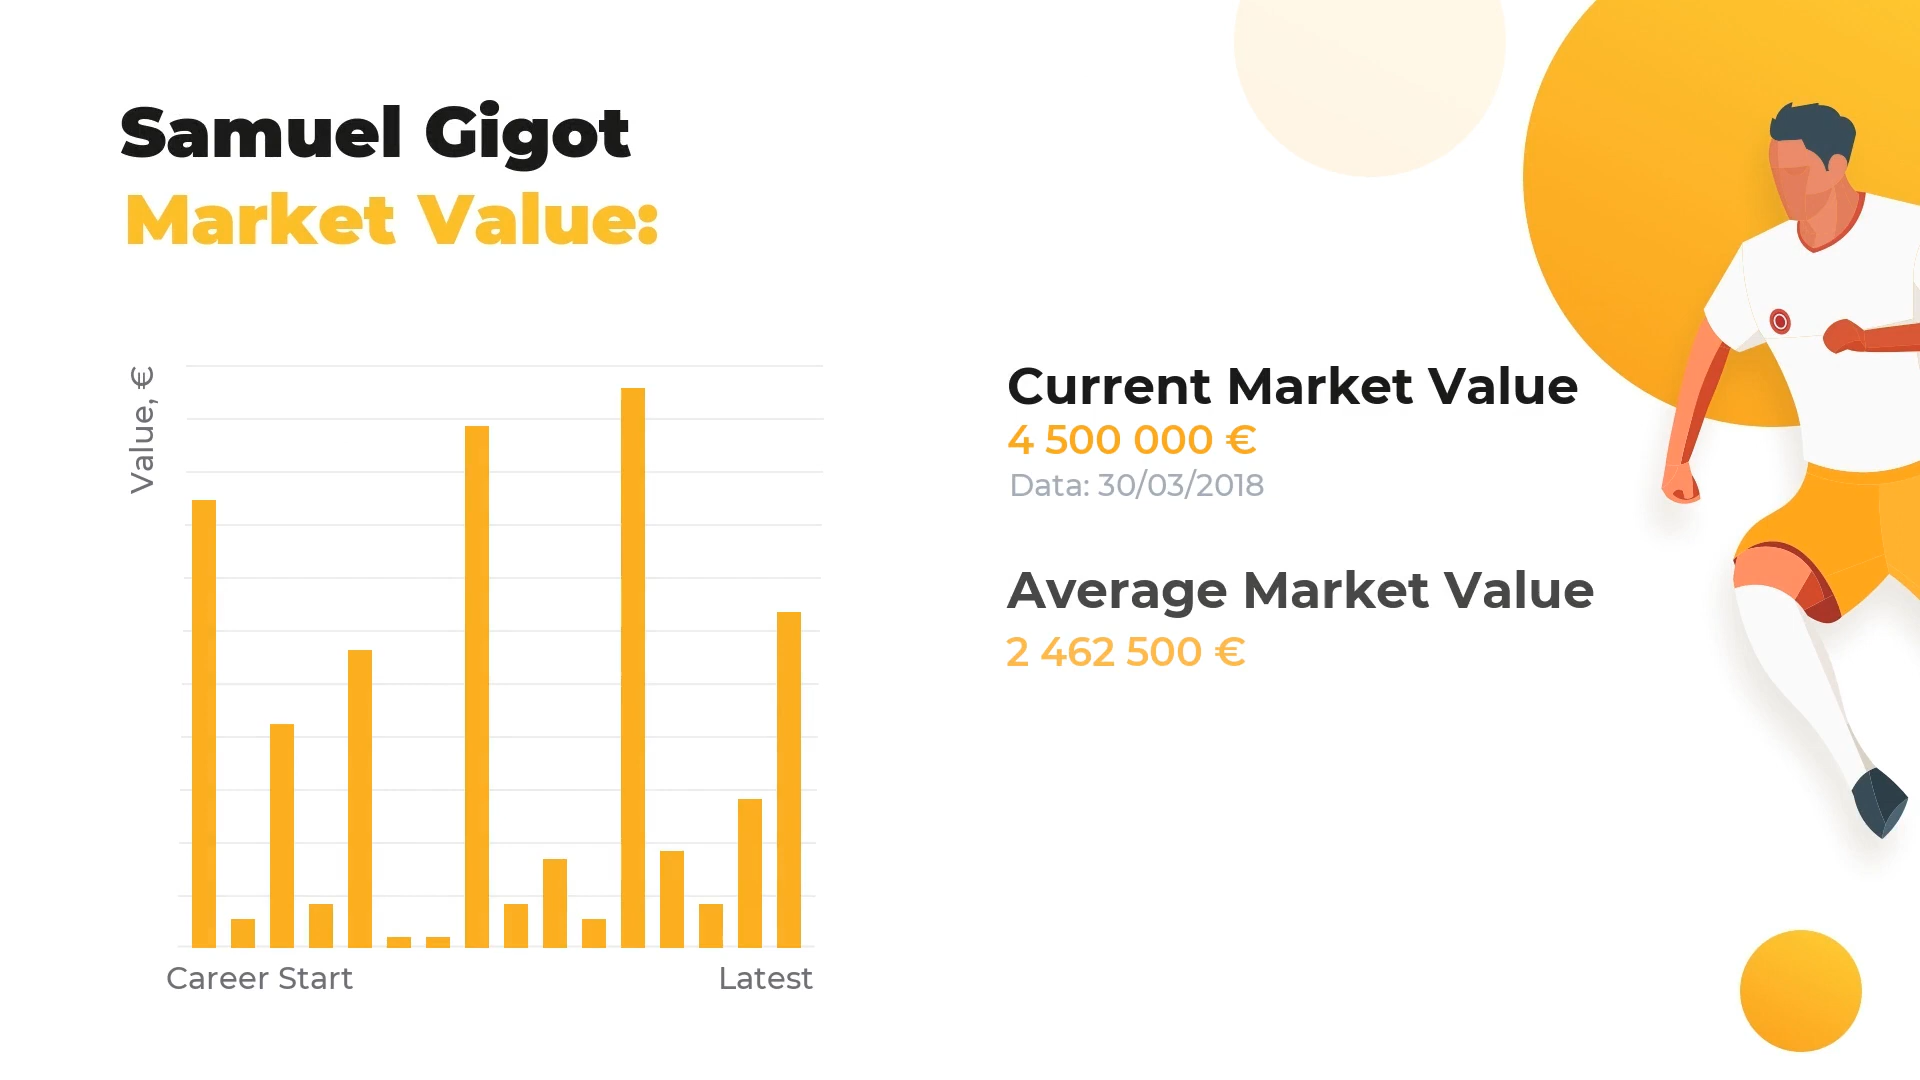 Samuel Gigot
Market Value:
Value, €
Career Start
Latest
Current Market Value
4 500 000 €
Data: 30/03/2018
Average Market Value
2 462 500 €